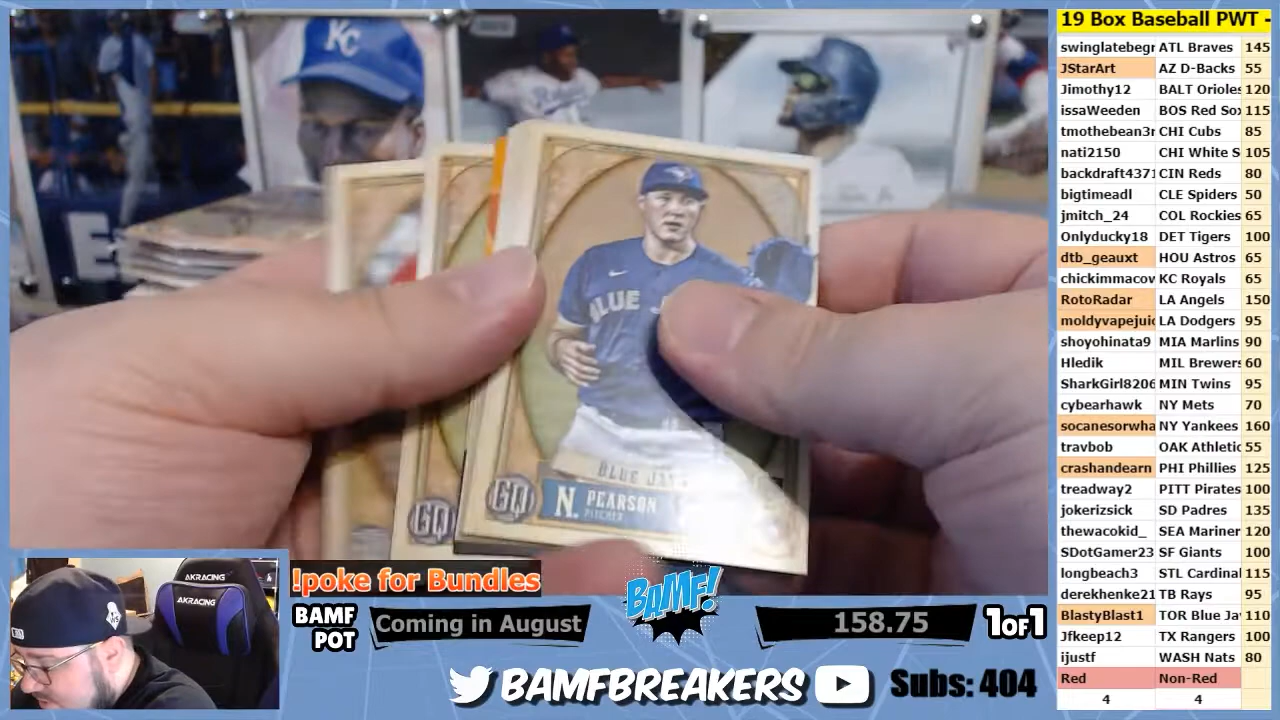 19 Box Baseball PWT -
swinglatebegr ATL Braves 145
JStarArt AZ D-Backs 55
Jimothy12 BALT Orioles 120
issaWeeden BOS Red Sox 115
tmothebean3r CHI Cubs 85
nati2150 CHI White S 105
backdraft4371 CIN Reds 80
bigtimeadl CLE Spiders 50
jmitch_24 COL Rockies 65
Onlyducky18 DET Tigers 100
dtb_geauxt HOU Astros 65
chickimmacov KC Royals 65
RotoRadar LA Angels 150
moldyvapejuic LA Dodgers 95
shoyohinata9 MIA Marlins 90
Hledik MIL Brewers 60
SharkGirl8206 MIN Twins 95
cybearhawk NY Mets 70
socanesorwha NY Yankees 160
travbob OAK Athletic 55
crashandearn PHI Phillies 125
treadway2 PITT Pirates 100
jokerizsick SD Padres 135
thewacokid_ SEA Mariner 120
SDotGamer23 SF Giants 100
longbeach3 STL Cardinal 115
derekhenke21 TB Rays 95
BlastyBlast1 TOR Blue Ja 110
Jfkeep12 TX Rangers 100
ijustf WASH Nats 80
Red Non-Red
4 4
KC
BLUE J
BLUE JAY
GQ
GQ
N. PEARSON
PITCHER
AKRACING
AKRACING
!poke for Bundles
BAMF POT
Coming in August
BAMF!
158.75
1OF1
BAMFBREAKERS
Subs: 404